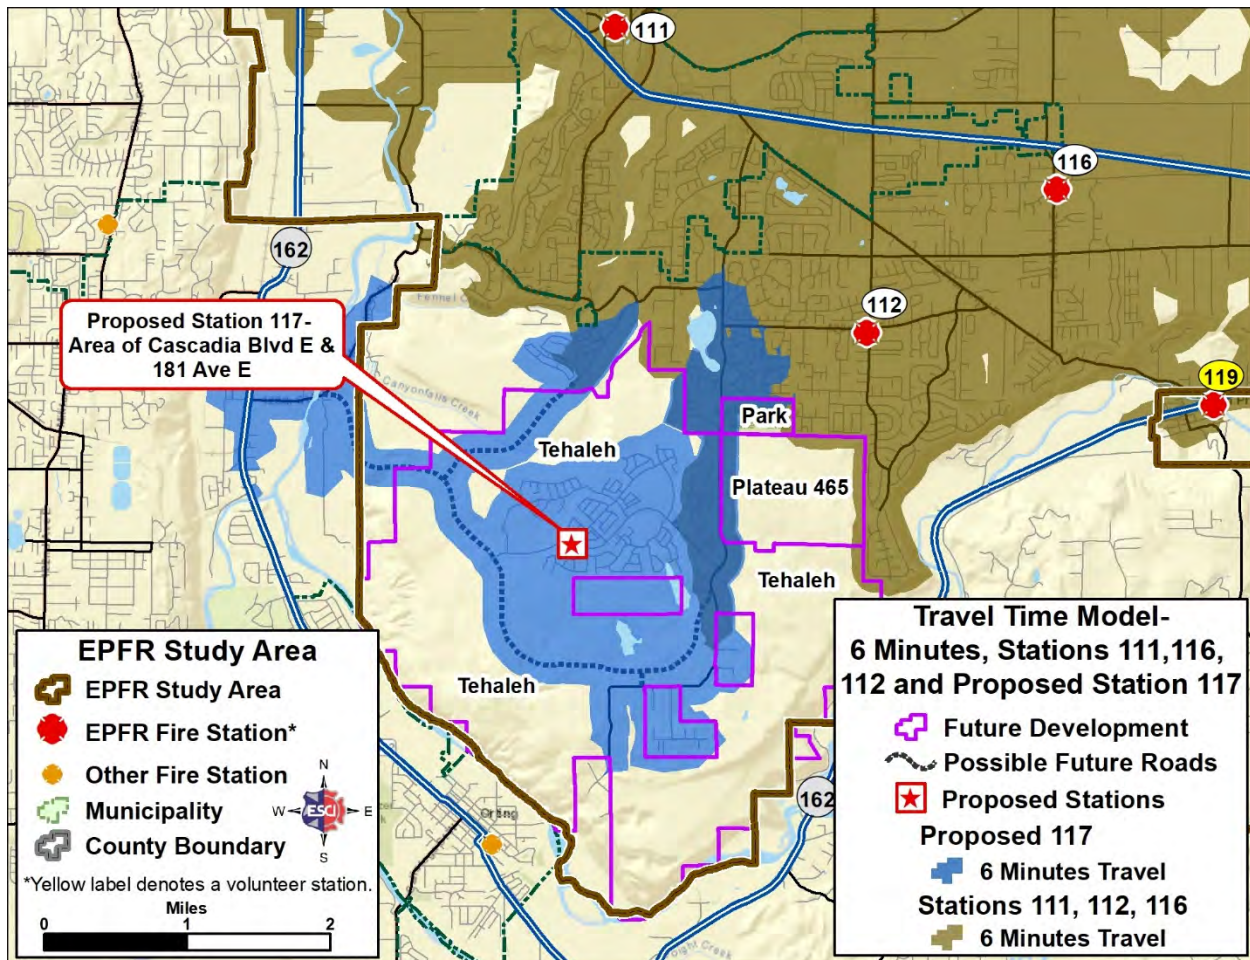 111
116
162
Fennel C
Proposed Station 117-
Area of Cascadia Blvd E &
181 Ave E
112
119
Canyonfalls Creek
Park
Tehaleh
Plateau 465
Tehaleh
Tehaleh
162
Orting
EPFR Study Area
EPFR Study Area
EPFR Fire Station*
Other Fire Station
Municipality
County Boundary
N
W
ESCI
E
S
*Yellow label denotes a volunteer station.
Miles
0 1 2
Travel Time Model-
6 Minutes, Stations 111,116,
112 and Proposed Station 117
Future Development
Possible Future Roads
Proposed Stations
Proposed 117
6 Minutes Travel
Stations 111, 112, 116
6 Minutes Travel